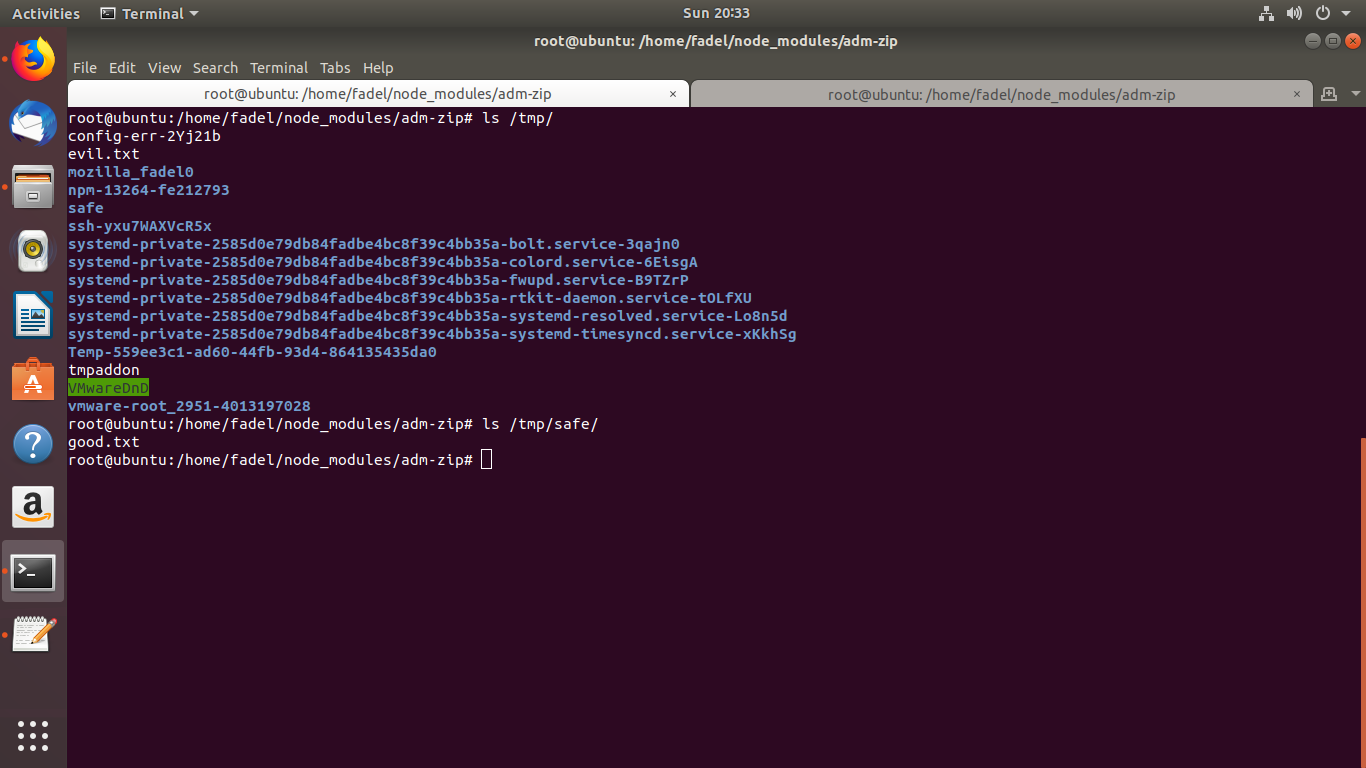 Activities Terminal Sun 20:33
root@ubuntu: /home/fadel/node_modules/adm-zip
File Edit View Search Terminal Tabs Help
root@ubuntu: /home/fadel/node_modules/adm-zip × root@ubuntu: /home/fadel/node_modules/adm-zip ×
root@ubuntu:/home/fadel/node_modules/adm-zip# ls /tmp/
config-err-2Yj21b
evil.txt
mozilla_fadel0
npm-13264-fe212793
safe
ssh-yxu7WAXVcR5x
systemd-private-2585d0e79db84fadbe4bc8f39c4bb35a-bolt.service-3qajn0
systemd-private-2585d0e79db84fadbe4bc8f39c4bb35a-colord.service-6EisgA
systemd-private-2585d0e79db84fadbe4bc8f39c4bb35a-fwupd.service-B9TZrP
systemd-private-2585d0e79db84fadbe4bc8f39c4bb35a-rtkit-daemon.service-tOLfXU
systemd-private-2585d0e79db84fadbe4bc8f39c4bb35a-systemd-resolved.service-Lo8n5d
systemd-private-2585d0e79db84fadbe4bc8f39c4bb35a-systemd-timesyncd.service-xKkhSg
Temp-559ee3c1-ad60-44fb-93d4-864135435da0
tmpaddon
VMwareDnD
vmware-root_2951-4013197028
root@ubuntu:/home/fadel/node_modules/adm-zip# ls /tmp/safe/
good.txt
root@ubuntu:/home/fadel/node_modules/adm-zip#